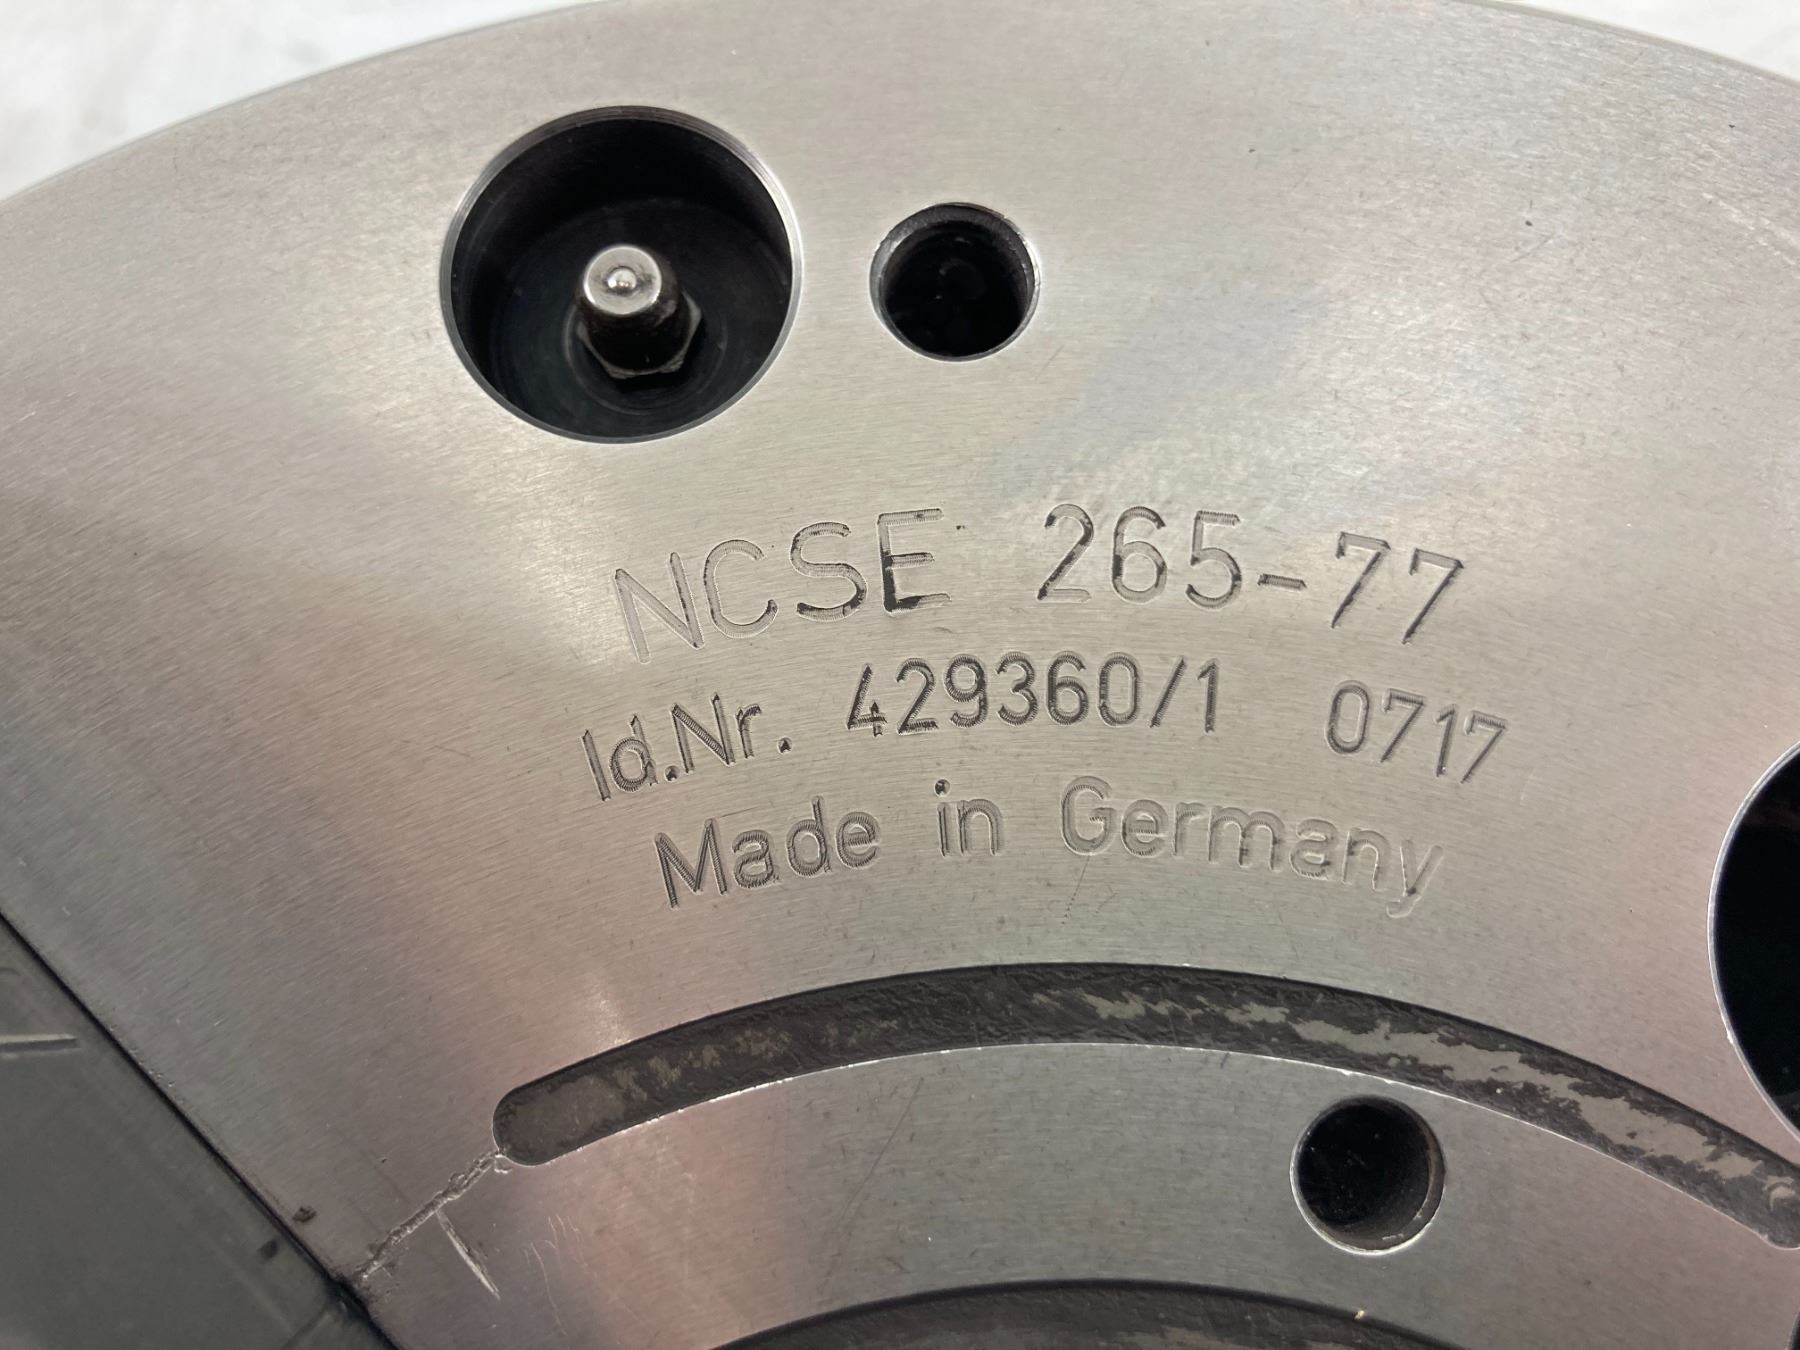 NCSE 265-77
Id.Nr. 429360/1 0717
Made in Germany